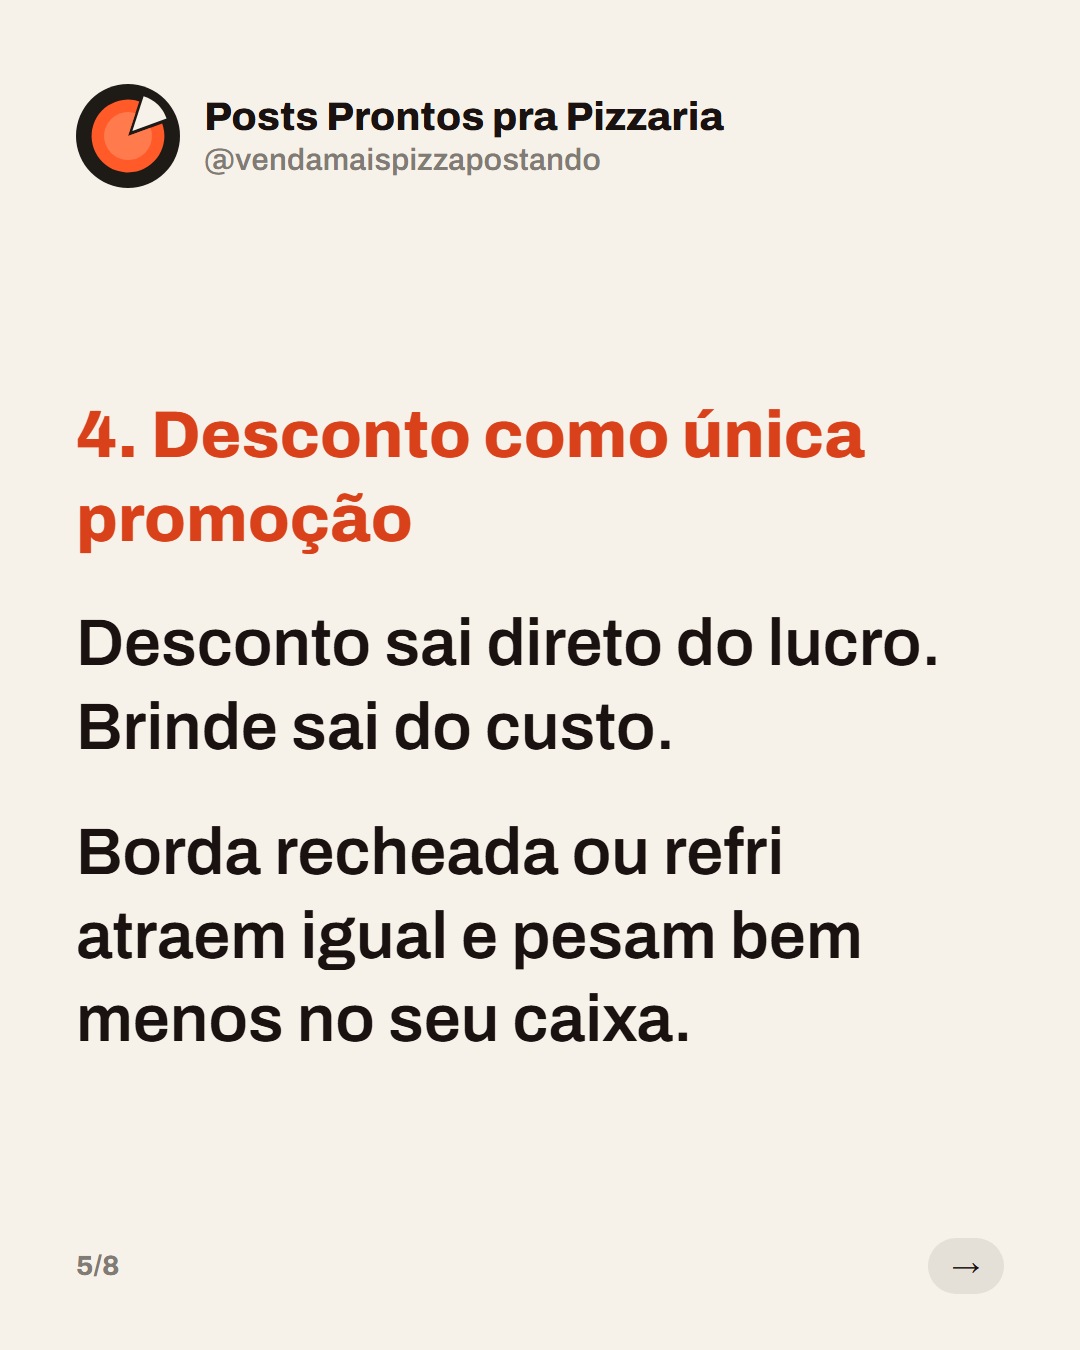 Posts Prontos pra Pizzaria
@vendamaispizzapostando
4. Desconto como única
promoção
Desconto sai direto do lucro.
Brinde sai do custo.
Borda recheada ou refri
atraem igual e pesam bem
menos no seu caixa.
5/8
→